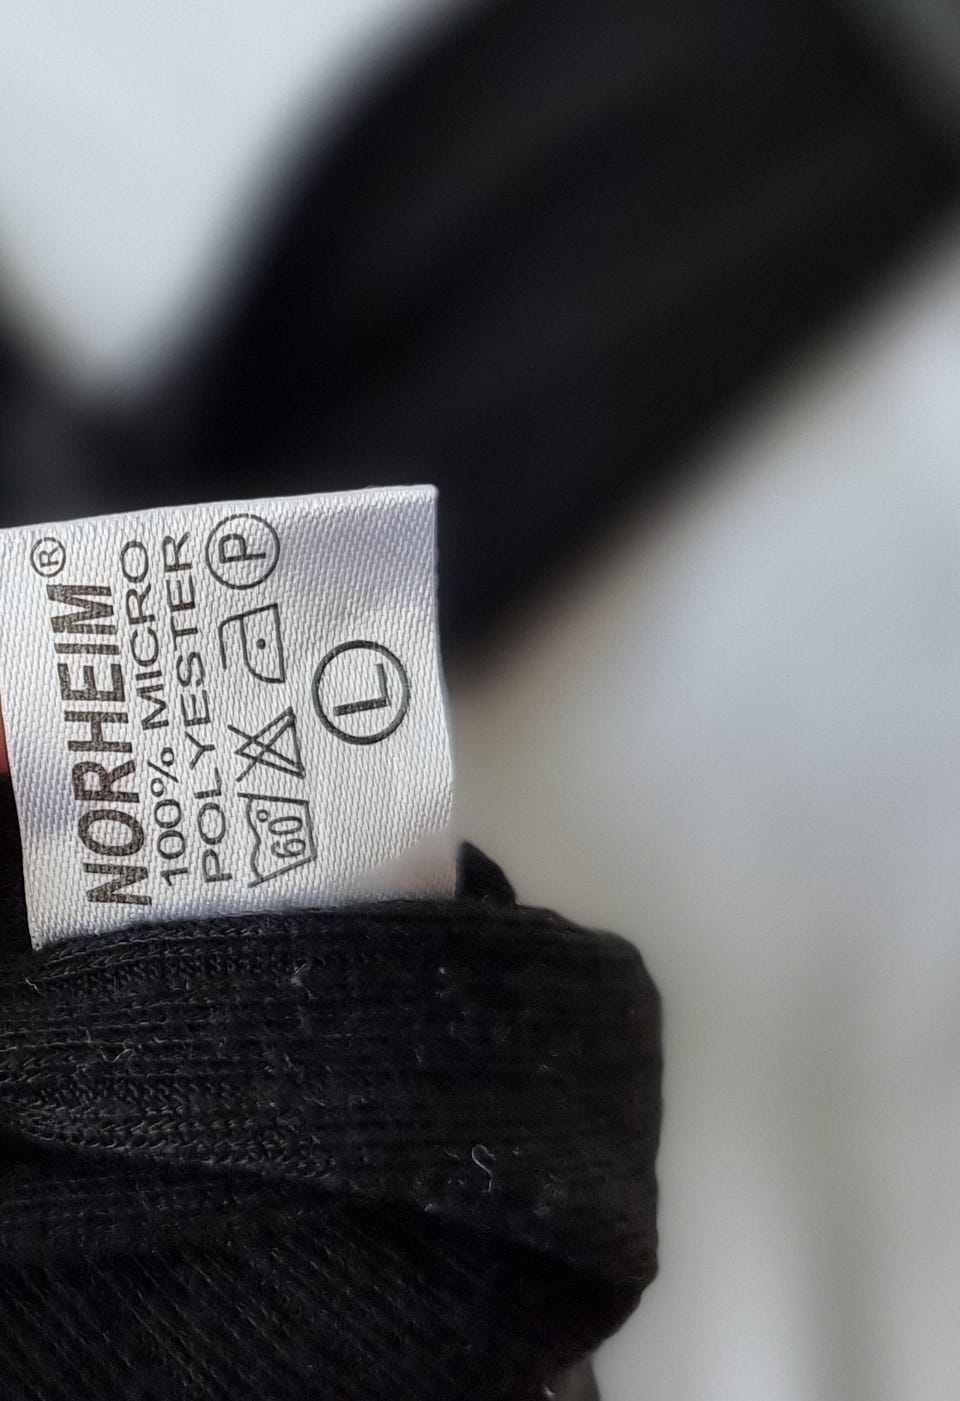 NORHEIM®
100% MICRO
POLYESTER
60° P
L